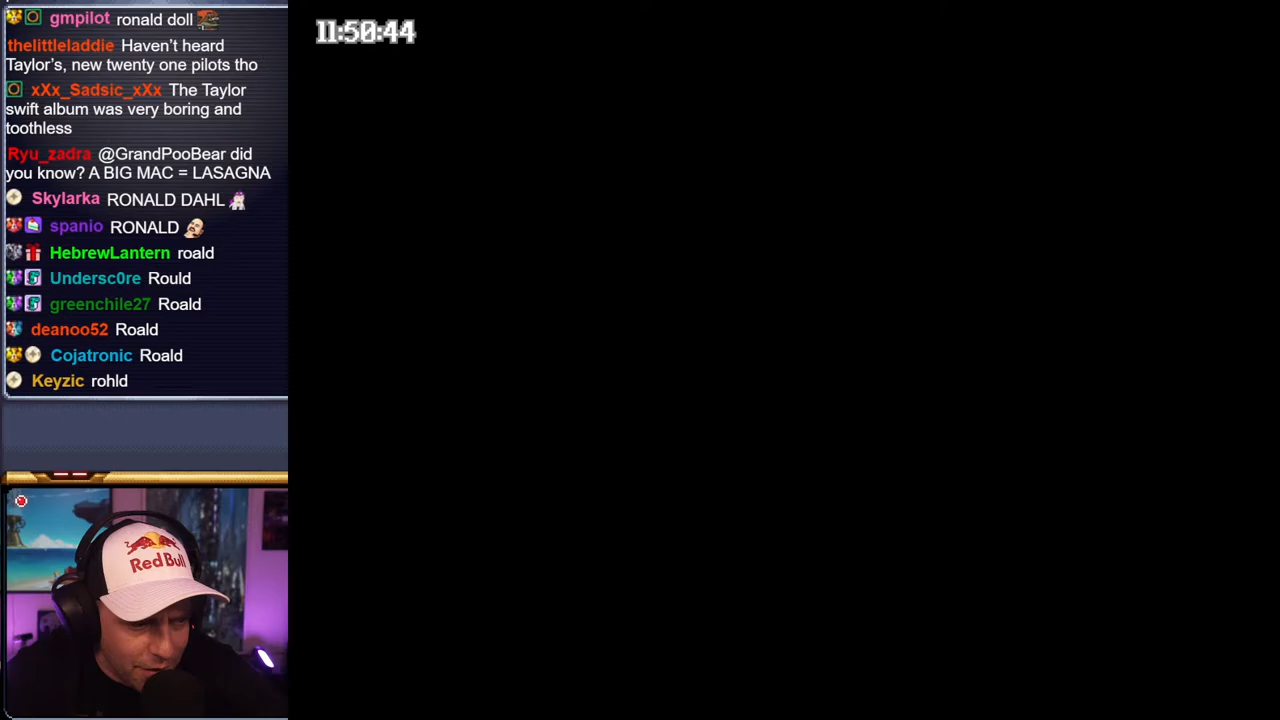 gmpilot ronald doll
11:50:44
thelittleladdie Haven’t heard
Taylor’s, new twenty one pilots tho
xXx_Sadsic_xXx The Taylor
swift album was very boring and
toothless
Ryu_zadra @GrandPooBear did
you know? A BIG MAC = LASAGNA
Skylarka RONALD DAHL
spanio RONALD
HebrewLantern roald
Undersc0re Rould
greenchile27 Roald
deanoo52 Roald
Cojatronic Roald
Keyzic rohld
Red Bull